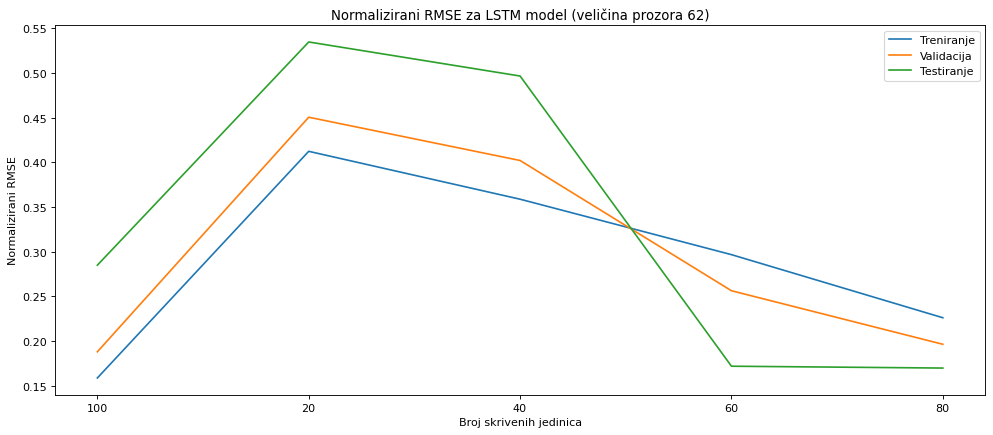 Normalizirani RMSE za LSTM model (veličina prozora 62)
Treniranje
Validacija
Testiranje
Normalizirani RMSE
0.55
0.50
0.45
0.40
0.35
0.30
0.25
0.20
0.15
100 20 40 60 80
Broj skrivenih jedinica